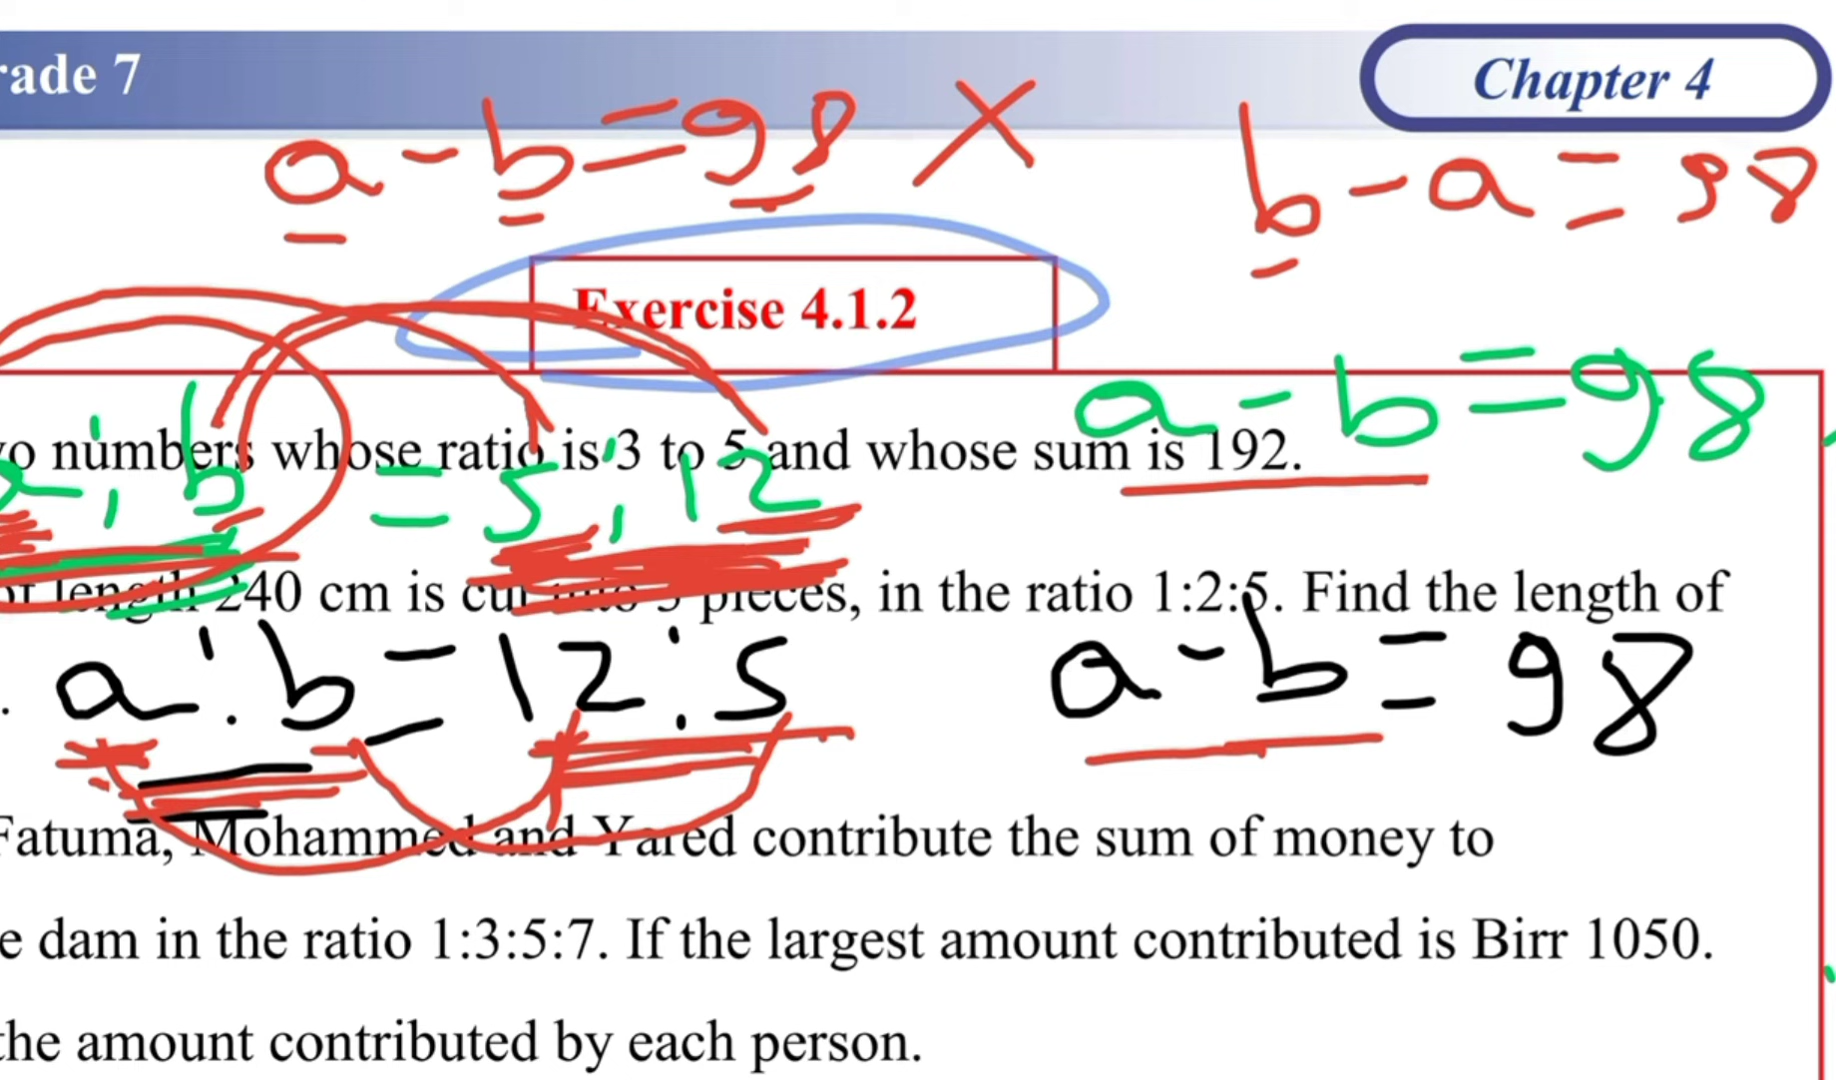 rade 7
Chapter 4
a - b = 98 X
b - a = 98
Exercise 4.1.2
a - b = 98
o numbers whose ratio is 3 to 5 and whose sum is 192.
a : b = 5 : 12
of length 240 cm is cut into 3 pieces, in the ratio 1:2:5. Find the length of
. a : b = 12 : 5
a - b = 98
Fatuma, Mohammed and Yared contribute the sum of money to
e dam in the ratio 1:3:5:7. If the largest amount contributed is Birr 1050.
the amount contributed by each person.